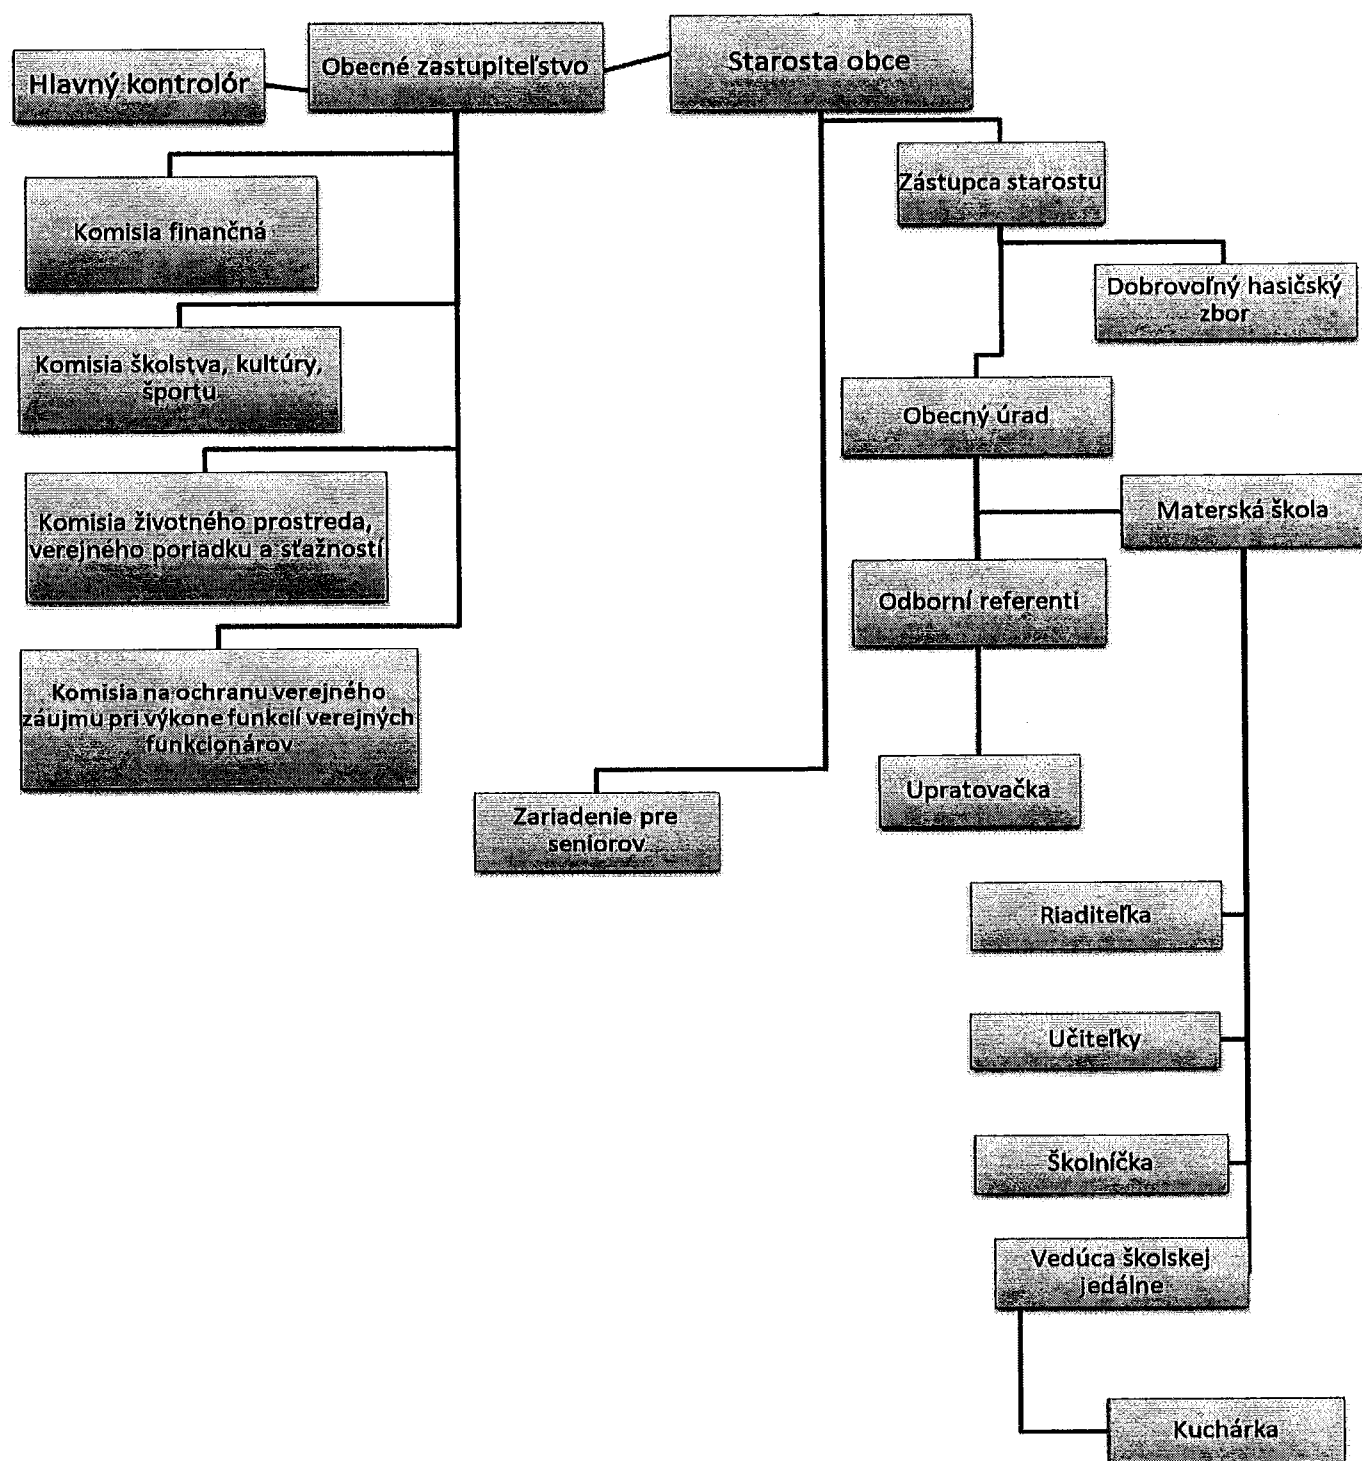 Hlavný kontrolór
Obecné zastupiteľstvo
Starosta obce
Zástupca starostu
Komisia finančná
Dobrovoľný hasičský
zbor
Komisia školstva, kultúry,
športu
Obecný úrad
Komisia životného prostreda,
verejného poriadku a sťažností
Materská škola
Odborní referenti
Komisia na ochranu verejného
záujmu pri výkone funkcií verejných
funkcionárov
Upratovačka
Zariadenie pre
seniorov
Riaditeľka
Učiteľky
Školníčka
Vedúca školskej
jedálne
Kuchárka